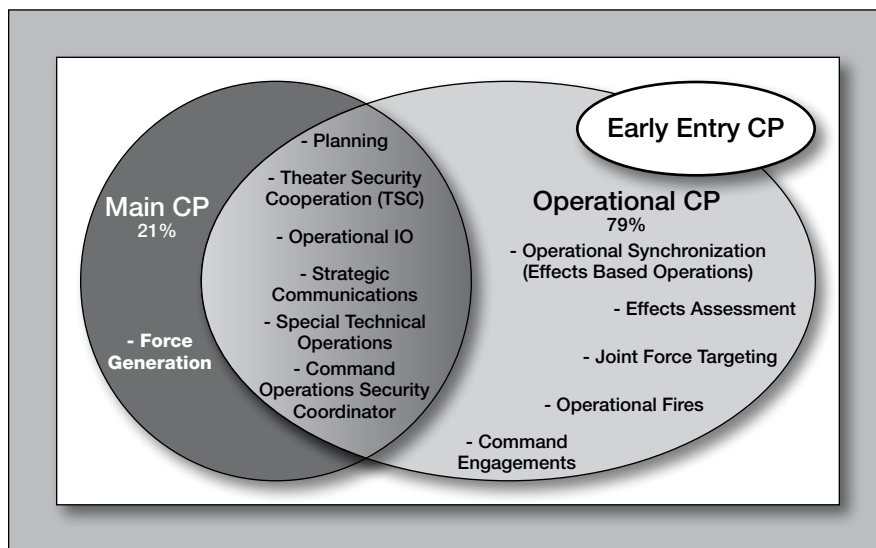 Main CP
21%
- Force
Generation
- Planning
- Theater Security
Cooperation (TSC)
- Operational IO
- Strategic
Communications
- Special Technical
Operations
- Command
Operations Security
Coordinator
Early Entry CP
Operational CP
79%
- Operational Synchronization
(Effects Based Operations)
- Effects Assessment
- Joint Force Targeting
- Operational Fires
- Command
Engagements